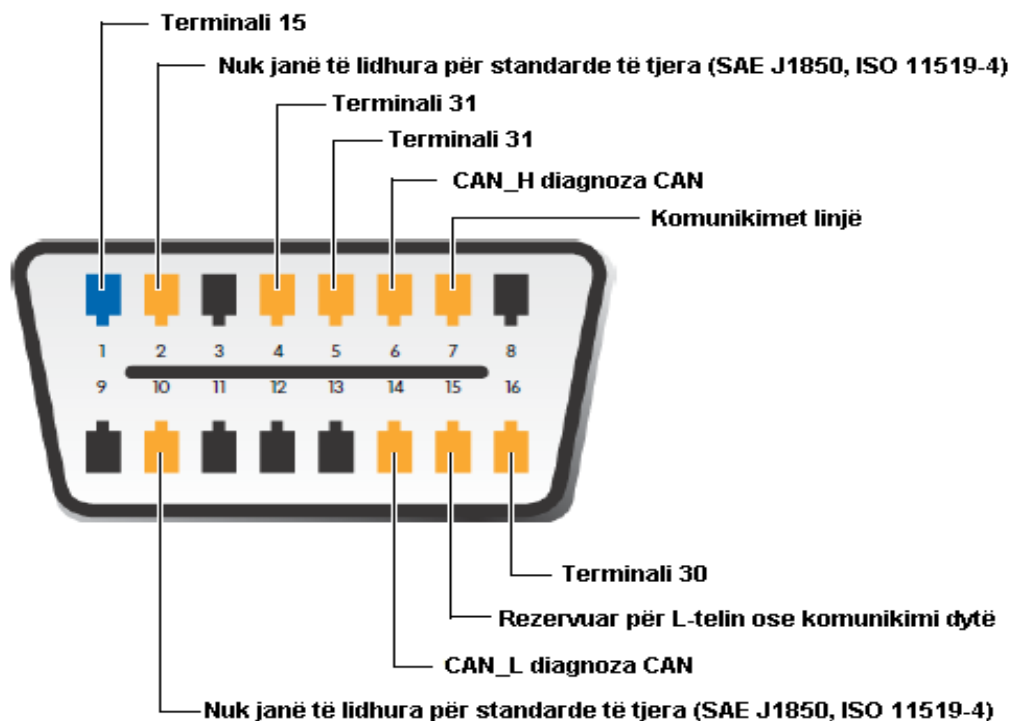 Terminali 15
Nuk janë të lidhura për standarde të tjera (SAE J1850, ISO 11519-4)
Terminali 31
Terminali 31
CAN_H diagnoza CAN
Komunikimet linjë
1 2 3 4 5 6 7 8
9 10 11 12 13 14 15 16
Terminali 30
Rezervuar për L-telin ose komunikimi dytë
CAN_L diagnoza CAN
Nuk janë të lidhura për standarde të tjera (SAE J1850, ISO 11519-4)